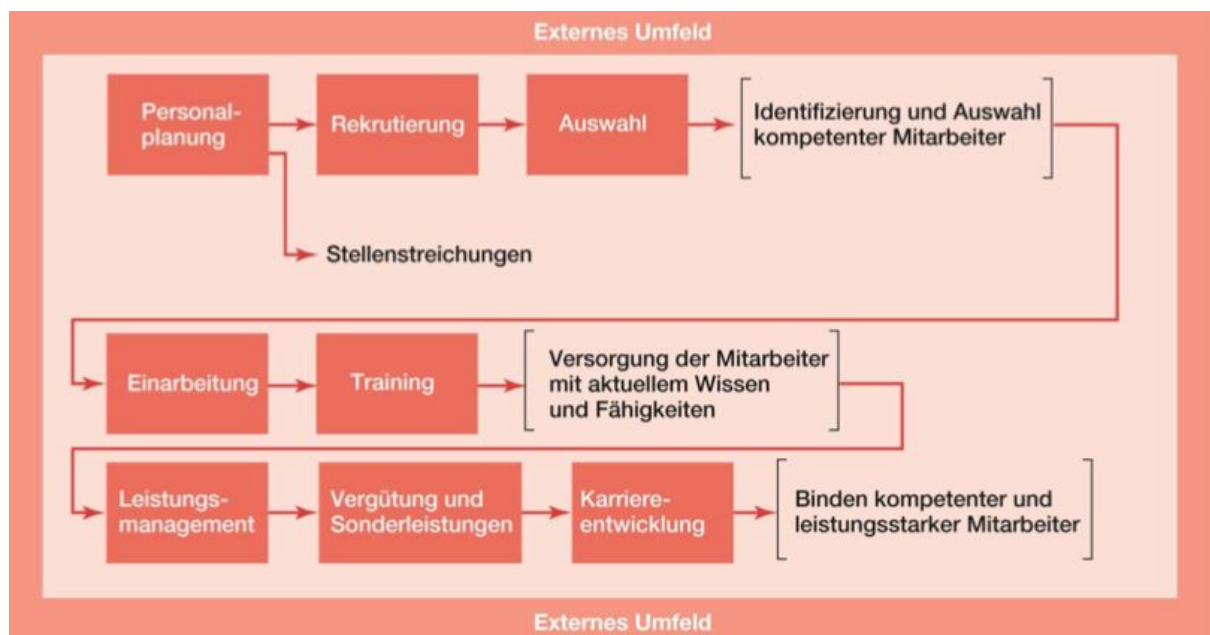 Externes Umfeld
Personal-
planung
Rekrutierung
Auswahl
Identifizierung und Auswahl
kompetenter Mitarbeiter
Stellenstreichungen
Einarbeitung
Training
Versorgung der Mitarbeiter
mit aktuellem Wissen
und Fähigkeiten
Leistungs-
management
Vergütung und
Sonderleistungen
Karriere-
entwicklung
Binden kompetenter und
leistungsstarker Mitarbeiter
Externes Umfeld